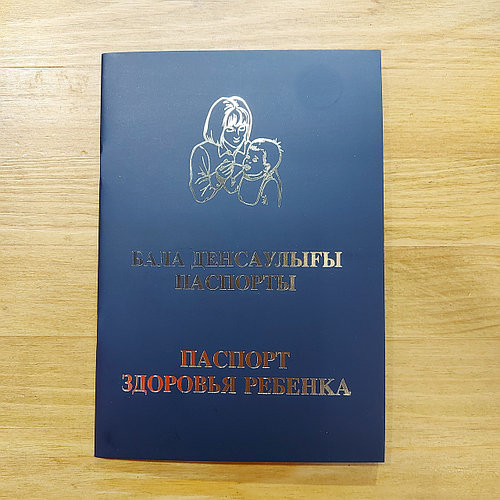 БАЛА ДЕНСАУЛЫҒЫ
ПАСПОРТЫ
ПАСПОРТ
ЗДОРОВЬЯ РЕБЕНКА